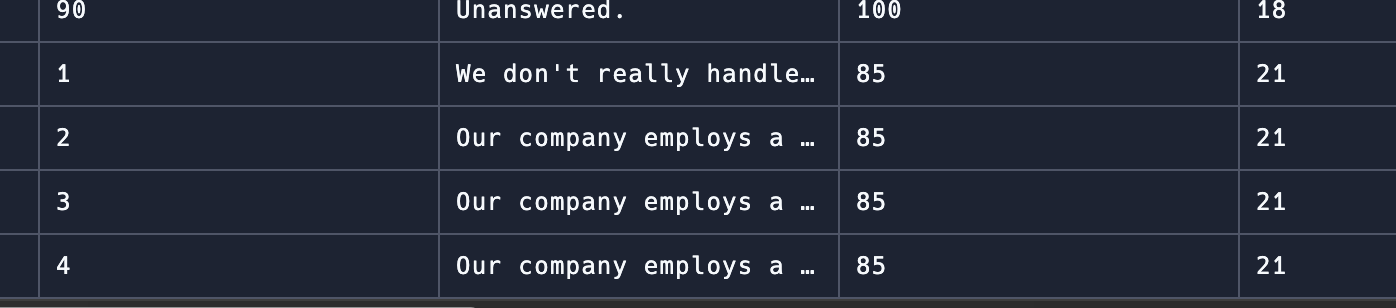 90 Unanswered. 100 18
1 We don't really handle… 85 21
2 Our company employs a … 85 21
3 Our company employs a … 85 21
4 Our company employs a … 85 21